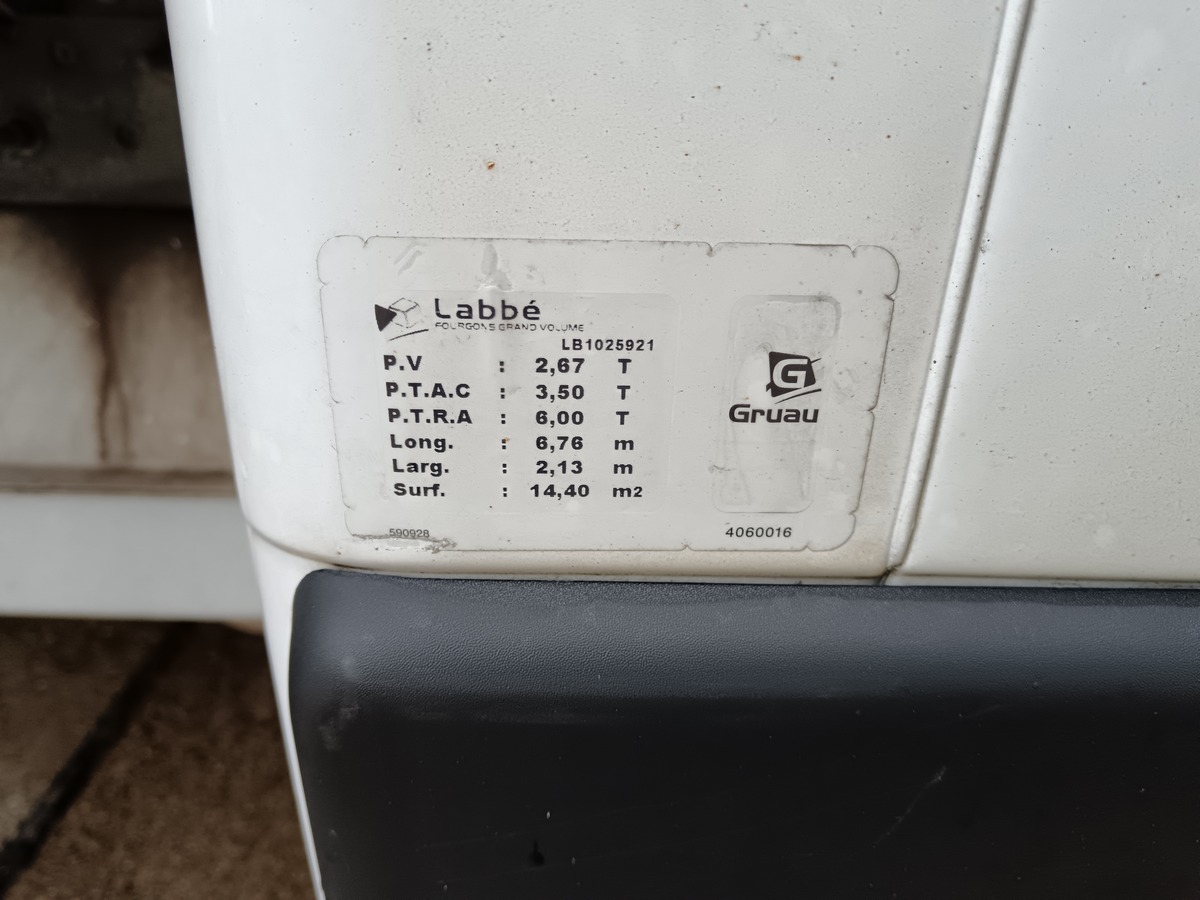 Labbé
FOURGONS GRAND VOLUME
LB1025921
P.V : 2,67 T
P.T.A.C : 3,50 T
P.T.R.A : 6,00 T
Long. : 6,76 m
Larg. : 2,13 m
Surf. : 14,40 m2
G
Gruau
590928
4060016